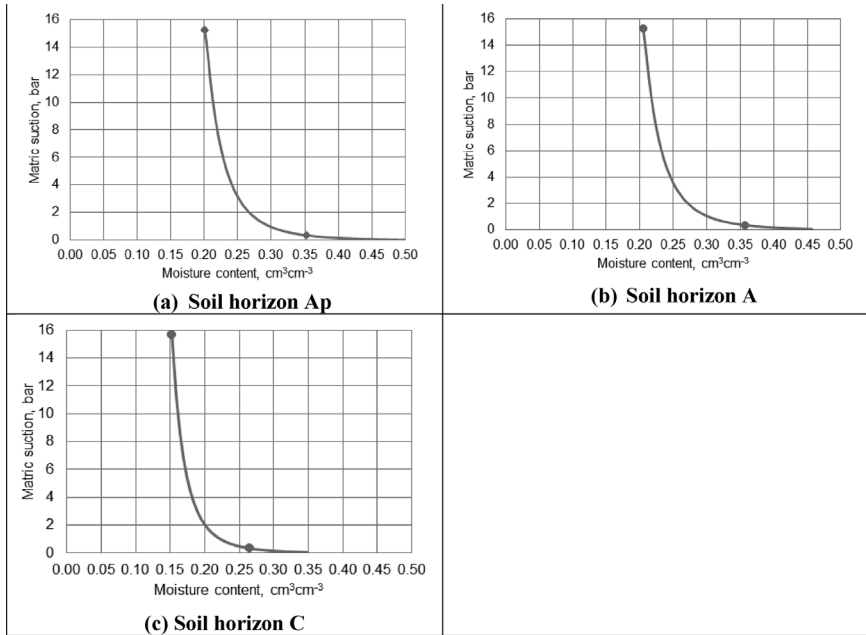 16
14
12
10
8
6
4
2
0
Matric suction, bar
0.00 0.05 0.10 0.15 0.20 0.25 0.30 0.35 0.40 0.45 0.50
Moisture content, cm³cm⁻³
(a) Soil horizon Ap
16
14
12
10
8
6
4
2
0
Matric suction, bar
0.00 0.05 0.10 0.15 0.20 0.25 0.30 0.35 0.40 0.45 0.50
Moisture content, cm³cm⁻³
(b) Soil horizon A
16
14
12
10
8
6
4
2
0
Matric suction, bar
0.00 0.05 0.10 0.15 0.20 0.25 0.30 0.35 0.40 0.45 0.50
Moisture content, cm³cm⁻³
(c) Soil horizon C